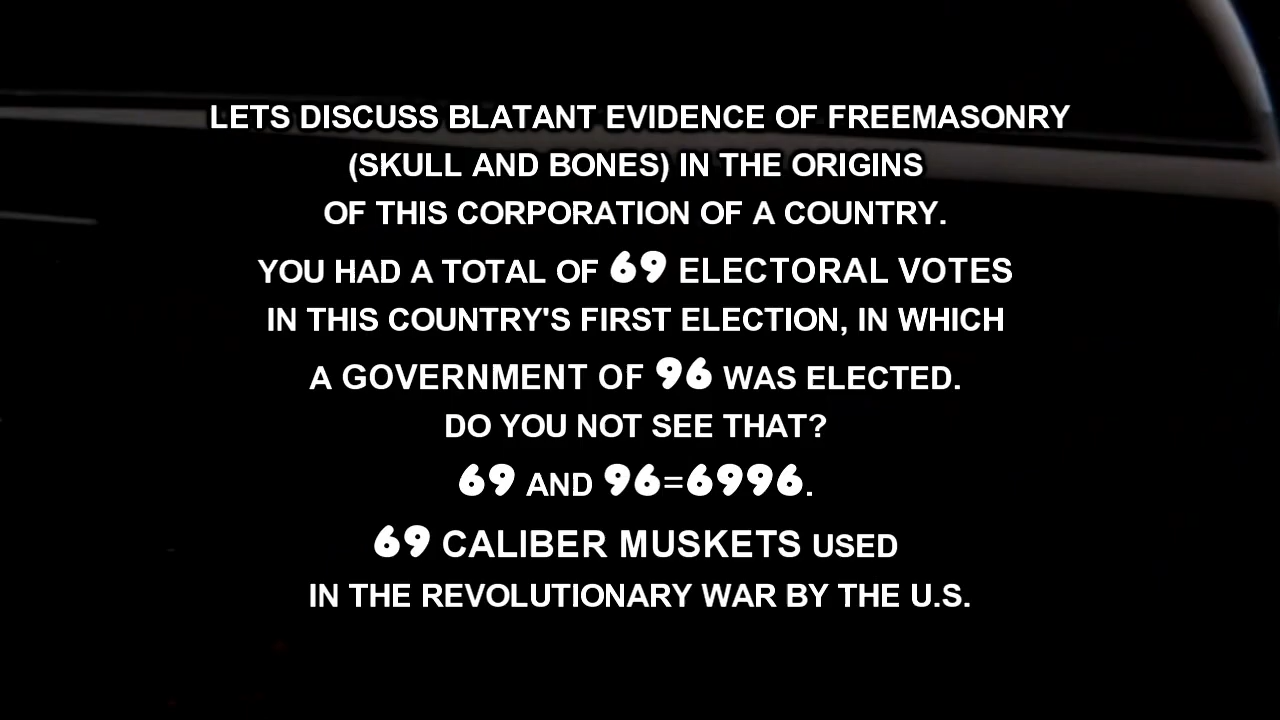 LETS DISCUSS BLATANT EVIDENCE OF FREEMASONRY
(SKULL AND BONES) IN THE ORIGINS
OF THIS CORPORATION OF A COUNTRY.
YOU HAD A TOTAL OF 69 ELECTORAL VOTES
IN THIS COUNTRY'S FIRST ELECTION, IN WHICH
A GOVERNMENT OF 96 WAS ELECTED.
DO YOU NOT SEE THAT?
69 AND 96=6996.
69 CALIBER MUSKETS USED
IN THE REVOLUTIONARY WAR BY THE U.S.